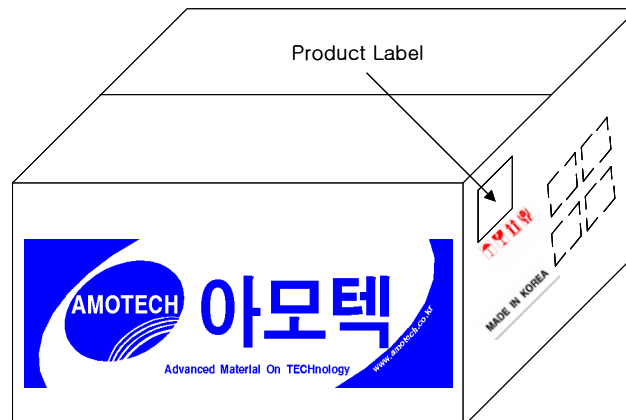 Product Label
AMOTECH
아모텍
Advanced Material On TECHnology
www.amotech.co.kr
MADE IN KOREA